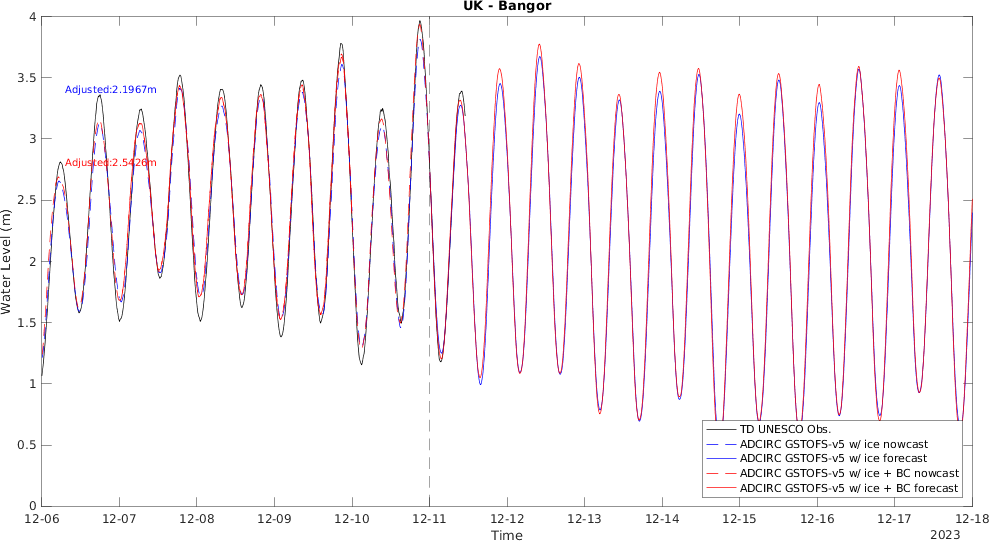 UK - Bangor
4
3.5
3
2.5
2
1.5
1
0.5
0
Water Level (m)
Adjusted:2.1967m
Adjusted:2.5426m
TD UNESCO Obs.
ADCIRC GSTOFS-v5 w/ ice nowcast
ADCIRC GSTOFS-v5 w/ ice forecast
ADCIRC GSTOFS-v5 w/ ice + BC nowcast
ADCIRC GSTOFS-v5 w/ ice + BC forecast
12-06 12-07 12-08 12-09 12-10 12-11 12-12 12-13 12-14 12-15 12-16 12-17 12-18
Time
2023